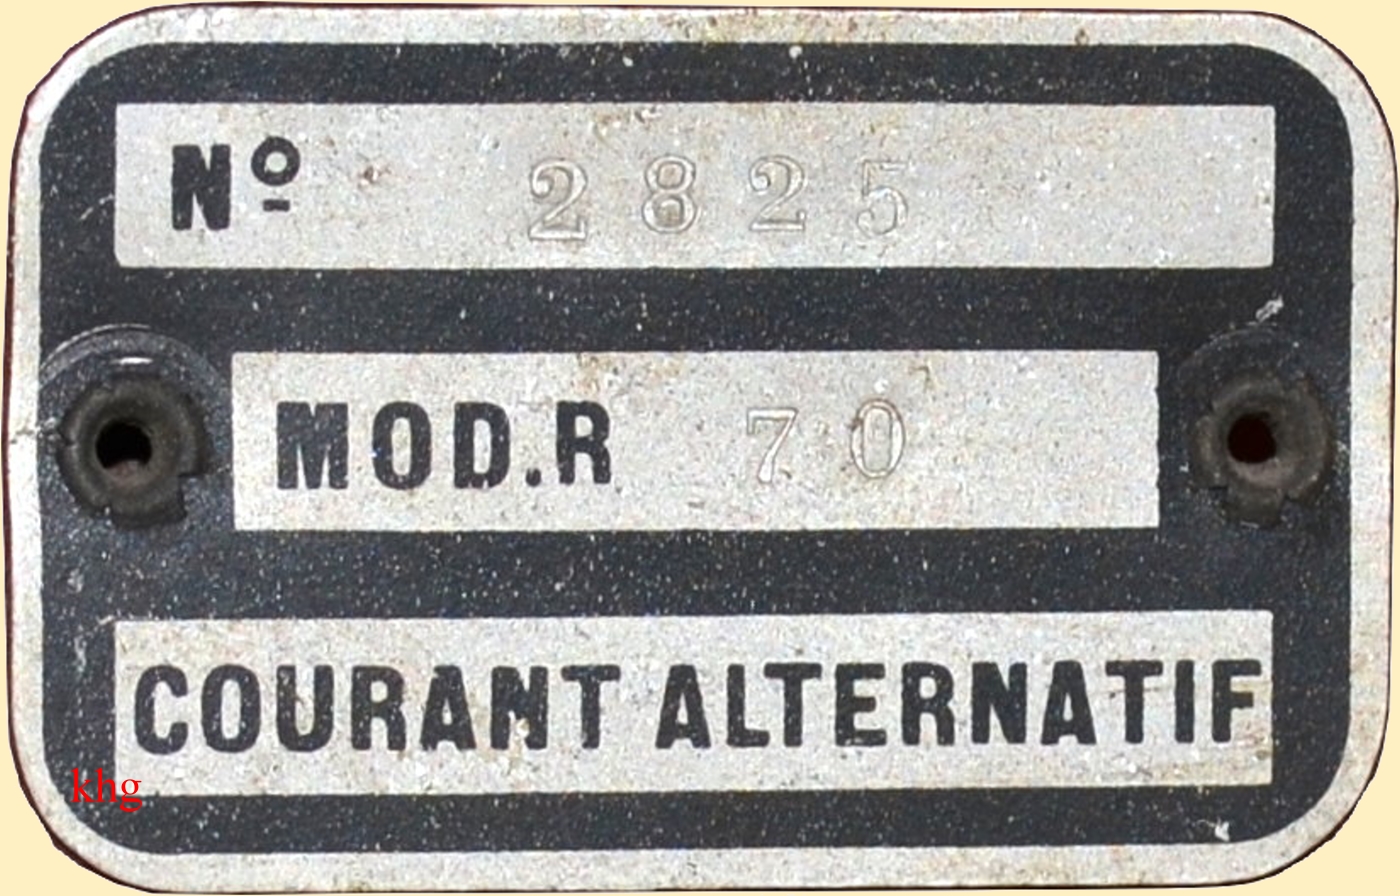 Nº 2825
MOD.R 70
COURANT ALTERNATIF
khg